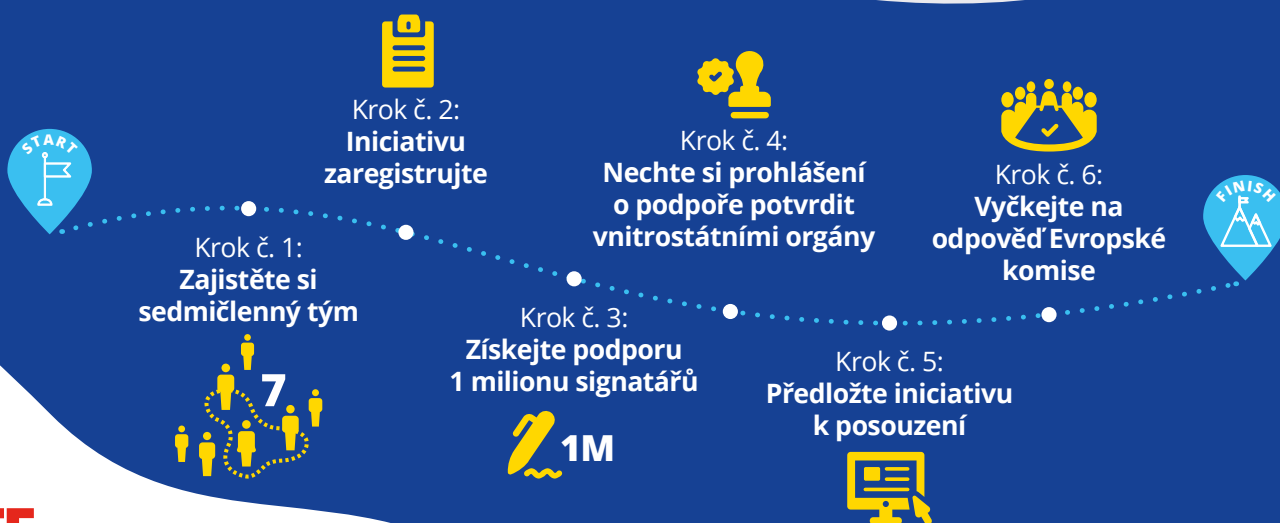 START
Krok č. 1:
Zajistěte si
sedmičlenný tým
7
Krok č. 2:
Iniciativu
zaregistrujte
Krok č. 3:
Získejte podporu
1 milionu signatářů
1M
Krok č. 4:
Nechte si prohlášení
o podpoře potvrdit
vnitrostátními orgány
Krok č. 5:
Předložte iniciativu
k posouzení
Krok č. 6:
Vyčkejte na
odpověď Evropské
komise
FINISH